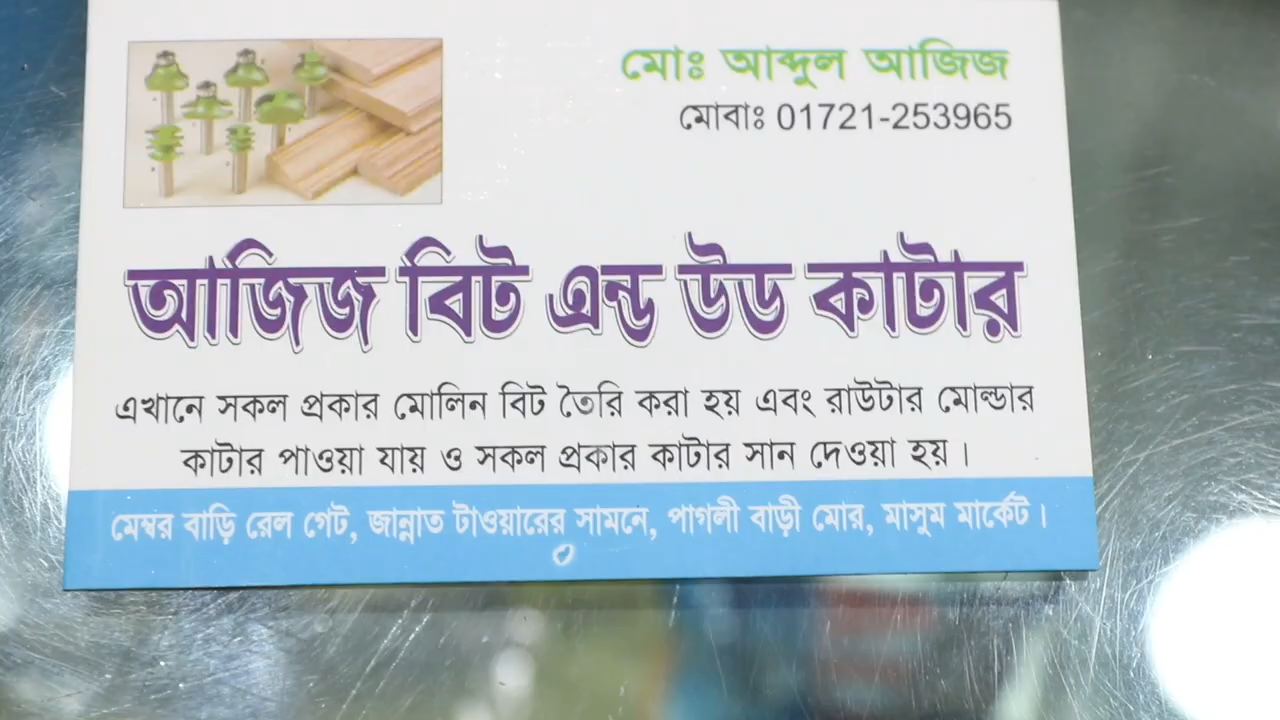 মোঃ আব্দুল আজিজ
মোবাঃ 01721-253965
আজিজ বিট এন্ড উড কাটার
এখানে সকল প্রকার মোলিন বিট তৈরি করা হয় এবং রাউটার মোল্ডার
কাটার পাওয়া যায় ও সকল প্রকার কাটার সান দেওয়া হয়।
মেম্বর বাড়ি রেল গেট, জান্নাত টাওয়ারের সামনে, পাগলী বাড়ী মোর, মাসুম মার্কেট।